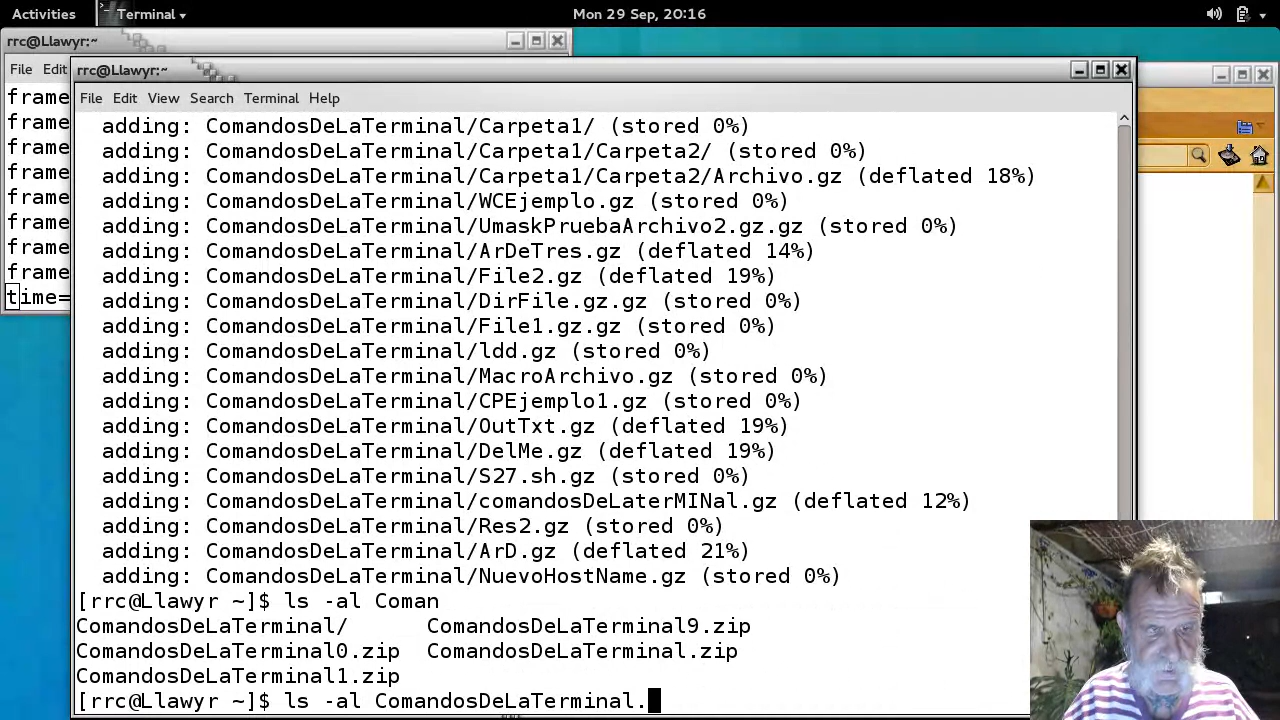 Activities Terminal Mon 29 Sep, 20:16
rrc@Llawyr:~
File Edit
frame
frame
frame
frame
frame
frame
frame
frame
time=
rrc@Llawyr:~
File Edit View Search Terminal Help
adding: ComandosDeLaTerminal/Carpeta1/ (stored 0%)
adding: ComandosDeLaTerminal/Carpeta1/Carpeta2/ (stored 0%)
adding: ComandosDeLaTerminal/Carpeta1/Carpeta2/Archivo.gz (deflated 18%)
adding: ComandosDeLaTerminal/WCEjemplo.gz (stored 0%)
adding: ComandosDeLaTerminal/UmaskPruebaArchivo2.gz.gz (stored 0%)
adding: ComandosDeLaTerminal/ArDeTres.gz (deflated 14%)
adding: ComandosDeLaTerminal/File2.gz (deflated 19%)
adding: ComandosDeLaTerminal/DirFile.gz.gz (stored 0%)
adding: ComandosDeLaTerminal/File1.gz.gz (stored 0%)
adding: ComandosDeLaTerminal/ldd.gz (stored 0%)
adding: ComandosDeLaTerminal/MacroArchivo.gz (stored 0%)
adding: ComandosDeLaTerminal/CPEjemplo1.gz (stored 0%)
adding: ComandosDeLaTerminal/OutTxt.gz (deflated 19%)
adding: ComandosDeLaTerminal/DelMe.gz (deflated 19%)
adding: ComandosDeLaTerminal/S27.sh.gz (stored 0%)
adding: ComandosDeLaTerminal/comandosDeLaterMINal.gz (deflated 12%)
adding: ComandosDeLaTerminal/Res2.gz (stored 0%)
adding: ComandosDeLaTerminal/ArD.gz (deflated 21%)
adding: ComandosDeLaTerminal/NuevoHostName.gz (stored 0%)
[rrc@Llawyr ~]$ ls -al Coman
ComandosDeLaTerminal/ ComandosDeLaTerminal9.zip
ComandosDeLaTerminal0.zip ComandosDeLaTerminal.zip
ComandosDeLaTerminal1.zip
[rrc@Llawyr ~]$ ls -al ComandosDeLaTerminal.